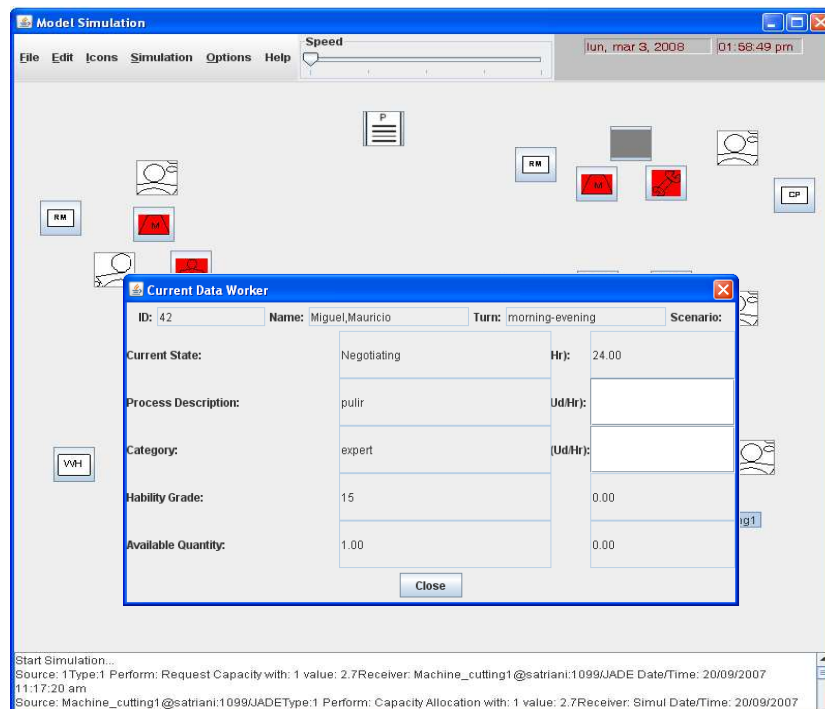 Model Simulation
File Edit Icons Simulation Options Help
Speed
lun, mar 3, 2008 01:58:49 pm
P
RM
M
CP
RM
M
Current Data Worker
ID: 42 Name: Miguel,Mauricio Turn: morning-evening Scenario:
Current State: Negotiating Hr): 24.00
Process Description: pulir Ud/Hr):
Category: expert (Ud/Hr):
Hability Grade: 15 0.00
Available Quantity: 1.00 0.00
Close
WH
g1
Start Simulation...
Source: 1Type:1 Perform: Request Capacity with: 1 value: 2.7Receiver: Machine_cutting1@satriani:1099/JADE Date/Time: 20/09/2007
11:17:20 am
Source: Machine_cutting1@satriani:1099/JADEType:1 Perform: Capacity Allocation with: 1 value: 2.7Receiver: Simul Date/Time: 20/09/2007